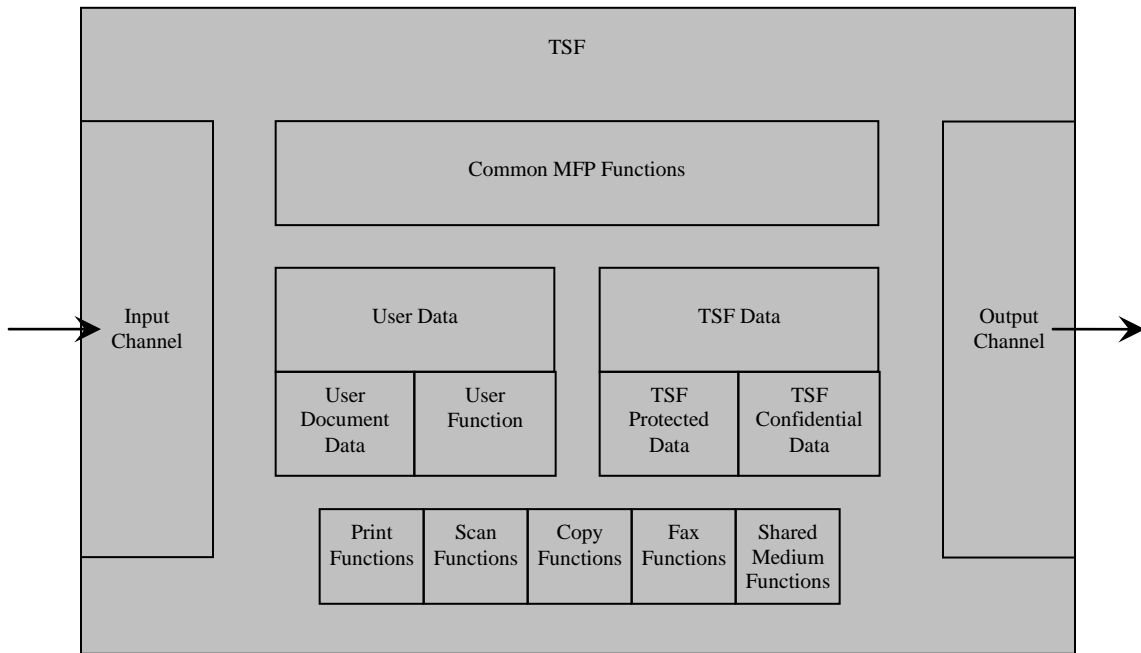 TSF
Common MFP Functions
Input
Channel
User Data
TSF Data
Output
Channel
User
Document
Data
User
Function
TSF
Protected
Data
TSF
Confidential
Data
Print
Functions
Scan
Functions
Copy
Functions
Fax
Functions
Shared
Medium
Functions